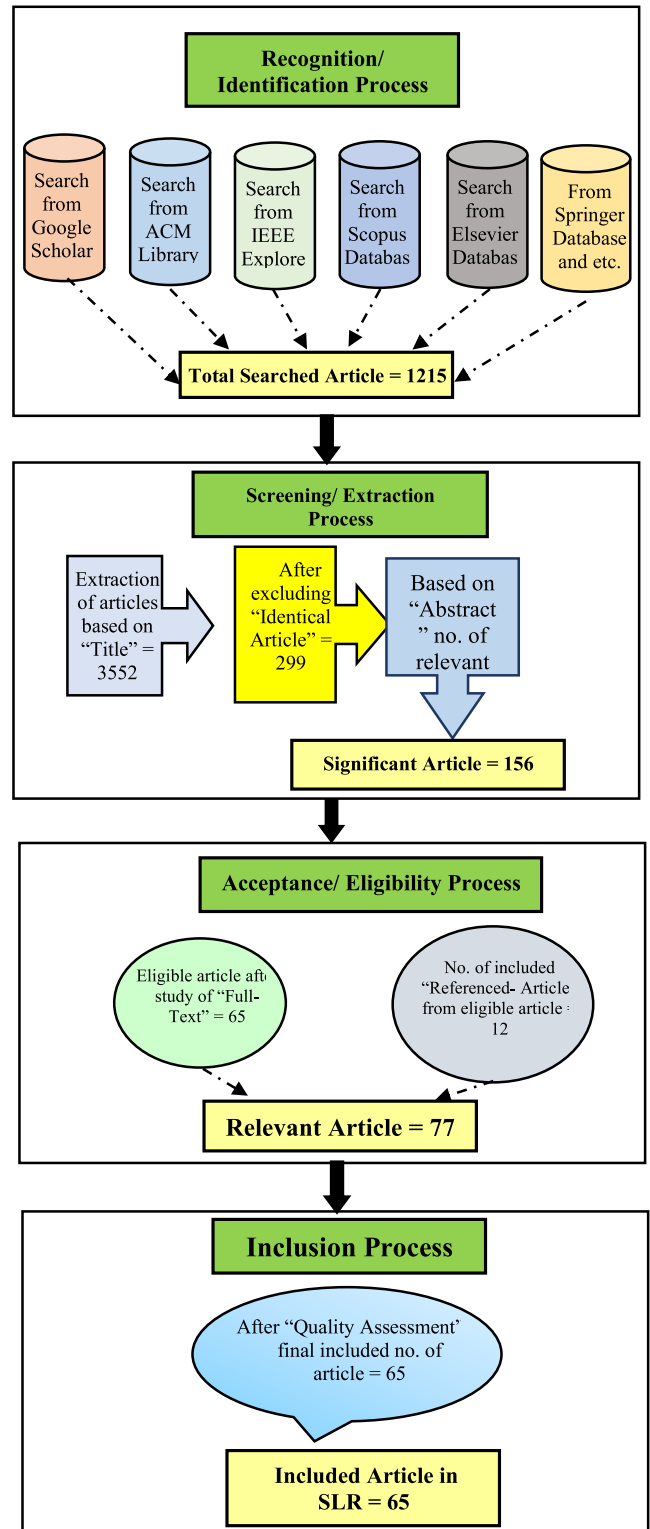 Recognition/
Identification Process
Search
from
Google
Scholar
Search
from
ACM
Library
Search
from
IEEE
Explore
Search
from
Scopus
Databas
Search
from
Elsevier
Databas
From
Springer
Database
and etc.
Total Searched Article = 1215
Screening/ Extraction
Process
Extraction
of articles
based on
“Title” =
3552
After
excluding
“Identical
Article” =
299
Based on
“Abstract
” no. of
relevant
Significant Article = 156
Acceptance/ Eligibility Process
Eligible article afte
study of “Full-
Text” = 65
No. of included
“Referenced- Article
from eligible article =
12
Relevant Article = 77
Inclusion Process
After “Quality Assessment’
final included no. of
article = 65
Included Article in
SLR = 65